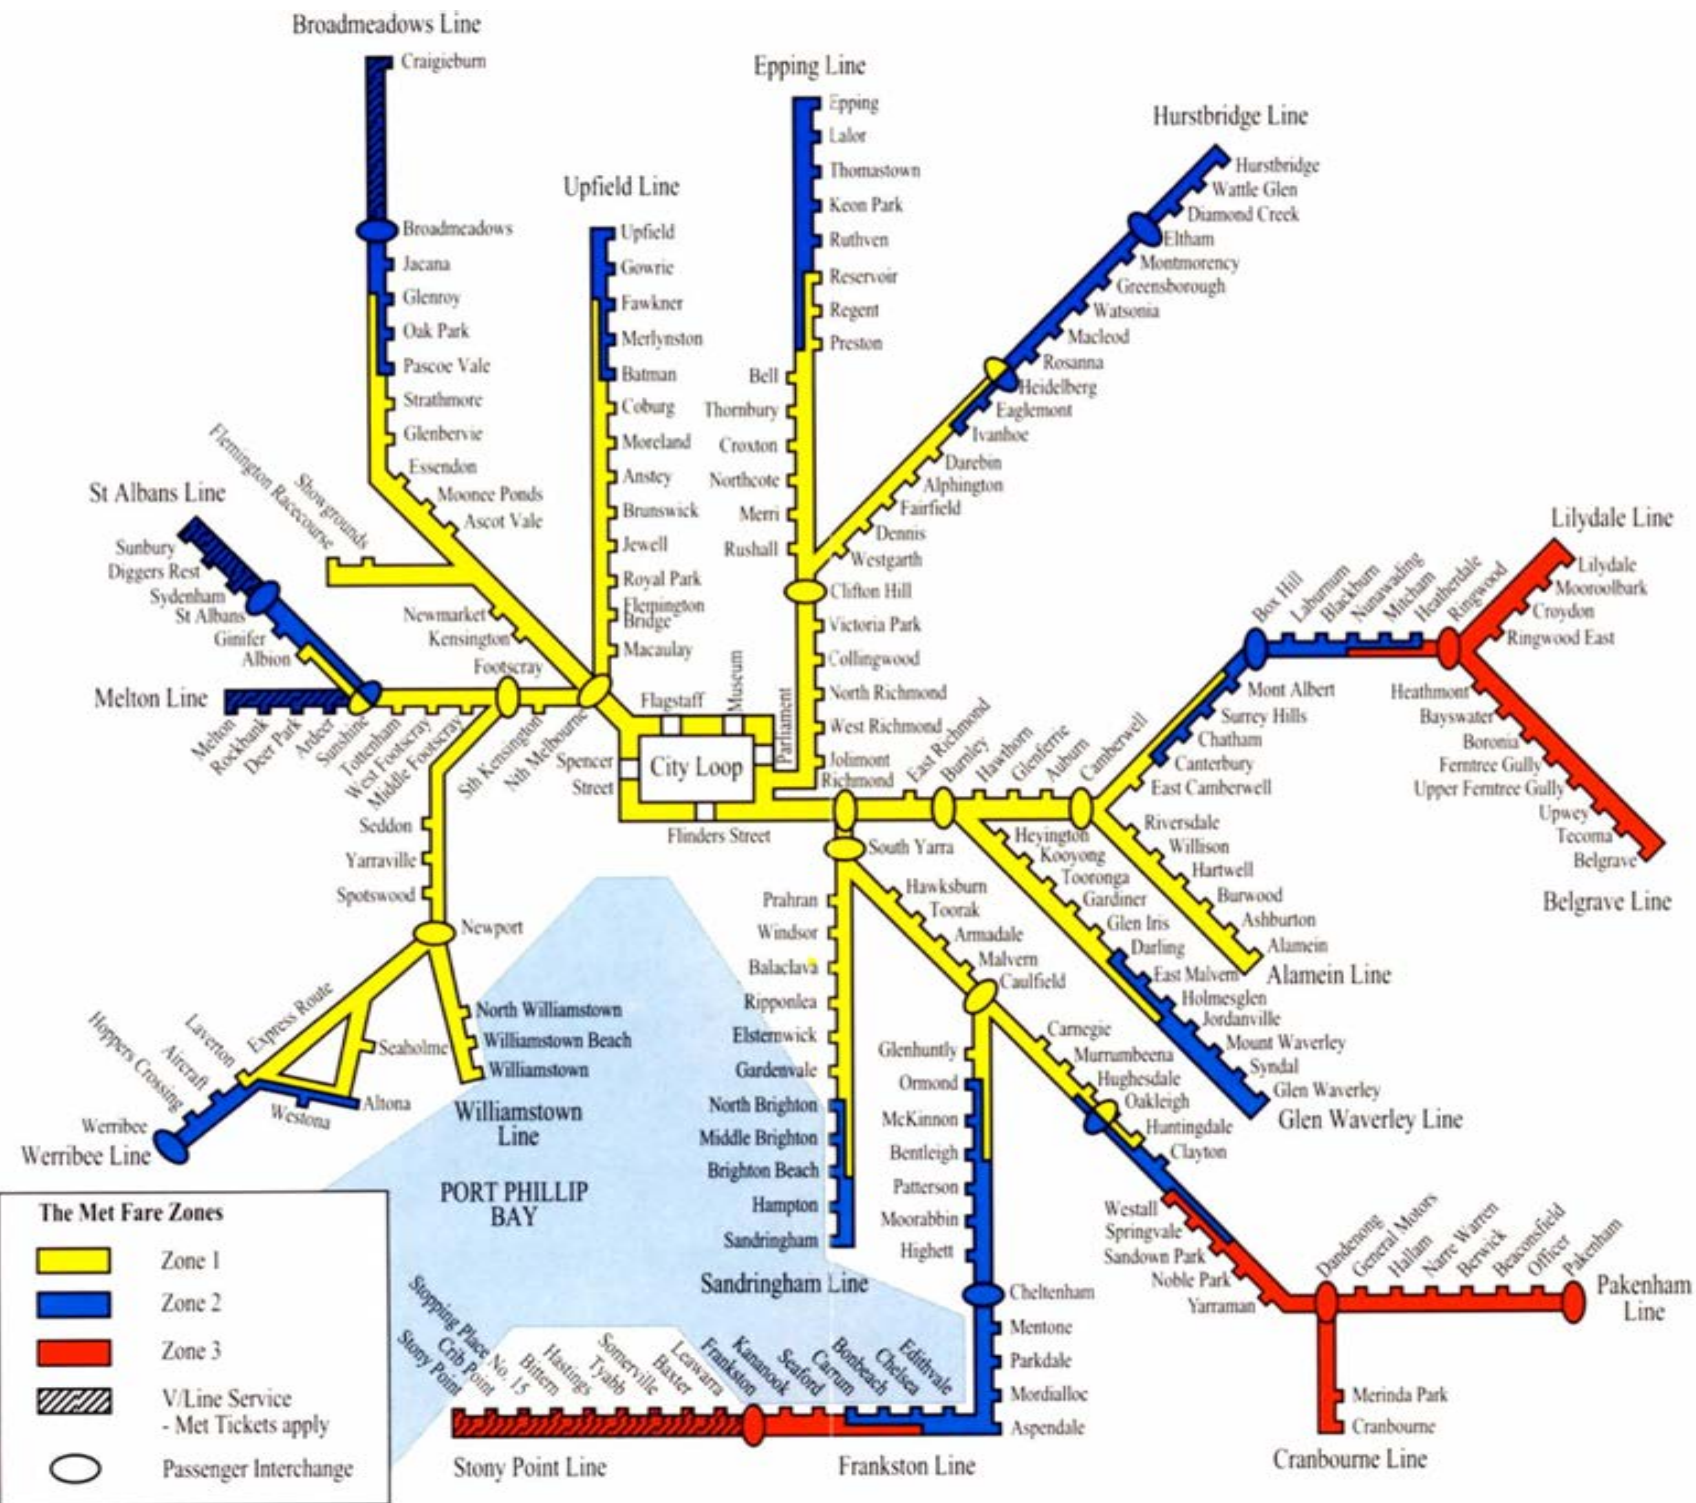 Broadmeadows Line
Craigieburn
Broadmeadows
Jacana
Glenroy
Oak Park
Pascoe Vale
Strathmore
Glenbervie
Essendon
Moonee Ponds
Ascot Vale
Showgrounds
Flemington Racecourse
Newmarket
Kensington
Upfield Line
Upfield
Gowrie
Fawkner
Merlynston
Batman
Coburg
Moreland
Anstey
Brunswick
Jewell
Royal Park
Flemington
Bridge
Macaulay
Epping Line
Epping
Lalor
Thomastown
Keon Park
Ruthven
Reservoir
Regent
Preston
Bell
Thornbury
Croxton
Northcote
Merri
Rushall
Clifton Hill
Victoria Park
Collingwood
North Richmond
West Richmond
Jolimont
Hurstbridge Line
Hurstbridge
Wattle Glen
Diamond Creek
Eltham
Montmorency
Greensborough
Watsonia
Macleod
Rosanna
Heidelberg
Eaglemont
Ivanhoe
Darebin
Alphington
Fairfield
Dennis
Westgarth
St Albans Line
Sunbury
Diggers Rest
Sydenham
St Albans
Ginifer
Albion
Melton Line
Melton
Rockbank
Deer Park
Ardeer
Sunshine
Tottenham
West Footscray
Middle Footscray
Footscray
Sth Kensington
Nth Melbourne
Flagstaff
Museum
Parliament
Spencer
Street
City Loop
Flinders Street
Richmond
East Richmond
Burnley
Hawthorn
Glenferrie
Auburn
Camberwell
East Camberwell
Canterbury
Chatham
Surrey Hills
Mont Albert
Box Hill
Laburnum
Blackburn
Nunawading
Mitcham
Heatherdale
Ringwood
Lilydale Line
Lilydale
Mooroolbark
Croydon
Ringwood East
Heathmont
Bayswater
Boronia
Ferntree Gully
Upper Ferntree Gully
Upwey
Tecoma
Belgrave
Belgrave Line
Riversdale
Willison
Hartwell
Burwood
Ashburton
Alamein
Alamein Line
Heyington
Kooyong
Tooronga
Gardiner
Glen Iris
Darling
East Malvern
Holmesglen
Jordanville
Mount Waverley
Syndal
Glen Waverley
Glen Waverley Line
Seddon
Yarraville
Spotswood
Newport
North Williamstown
Williamstown Beach
Williamstown
Williamstown
Line
Express Route
Seaholme
Altona
Westona
Laverton
Aircraft
Hoppers Crossing
Werribee
Werribee Line
PORT PHILLIP
BAY
South Yarra
Prahran
Windsor
Balaclava
Ripponlea
Elsternwick
Gardenvale
North Brighton
Middle Brighton
Brighton Beach
Hampton
Sandringham
Sandringham Line
Hawksburn
Toorak
Armadale
Malvern
Caulfield
Glenhuntly
Ormond
McKinnon
Bentleigh
Patterson
Moorabbin
Highett
Cheltenham
Mentone
Parkdale
Mordialloc
Aspendale
Edithvale
Chelsea
Bonbeach
Carrum
Seaford
Kananook
Frankston
Frankston Line
Leawarra
Baxter
Somerville
Tyabb
Hastings
Bittern
Stopping Place No. 15
Crib Point
Stony Point
Stony Point Line
Carnegie
Murrumbeena
Hughesdale
Oakleigh
Huntingdale
Clayton
Westall
Springvale
Sandown Park
Noble Park
Yarraman
Dandenong
General Motors
Hallam
Narre Warren
Berwick
Beaconsfield
Officer
Pakenham
Pakenham
Line
Merinda Park
Cranbourne
Cranbourne Line
The Met Fare Zones
Zone 1
Zone 2
Zone 3
V/Line Service
- Met Tickets apply
Passenger Interchange